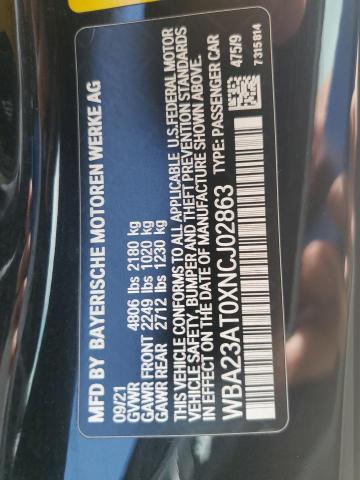 MFD BY BAYERISCHE MOTOREN WERKE AG
09/21
GVWR 4806 lbs 2180 kg
GAWR FRONT 2249 lbs 1020 kg
GAWR REAR 2712 lbs 1230 kg
THIS VEHICLE CONFORMS TO ALL APPLICABLE U.S.FEDERAL MOTOR
VEHICLE SAFETY, BUMPER AND THEFT PREVENTION STANDARDS
IN EFFECT ON THE DATE OF MANUFACTURE SHOWN ABOVE.
WBA23AT0XNCJ02863 TYPE: PASSENGER CAR
475/9
7 315 814